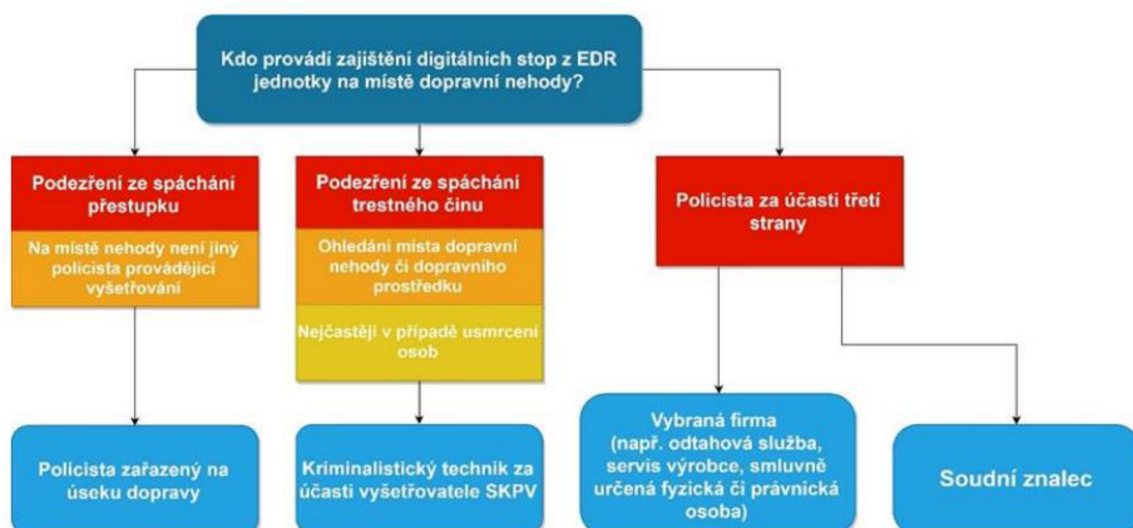 Kdo provádí zajištění digitálních stop z EDR
jednotky na místě dopravní nehody?
Podezření ze spáchání
přestupku
Na místě nehody není jiný
policista provádějící
vyšetřování
Policista zařazený na
úseku dopravy
Podezření ze spáchání
trestného činu
Ohledání místa dopravní
nehody či dopravního
prostředku
Nejčastěji v případě usmrcení
osob
Kriminalistický technik za
účasti vyšetřovatele SKPV
Policista za účasti třetí
strany
Vybraná firma
(např. odtahová služba,
servis výrobce, smluvně
určená fyzická či právnická
osoba)
Soudní znalec